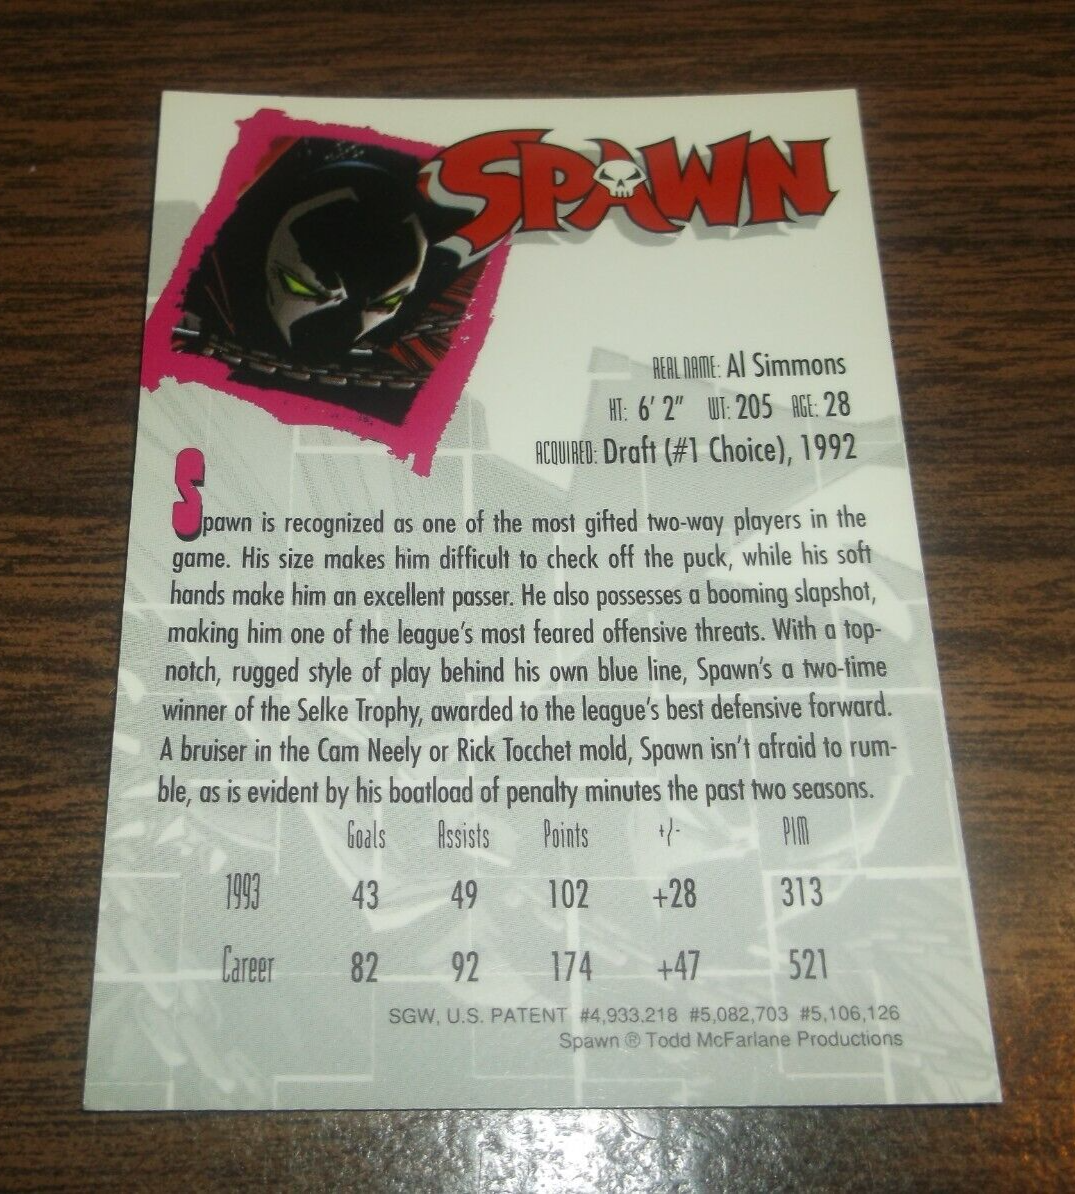 SPAWN
REAL NAME: Al Simmons
HT: 6' 2" WT: 205 AGE: 28
ACQUIRED: Draft (#1 Choice), 1992
Spawn is recognized as one of the most gifted two-way players in the
game. His size makes him difficult to check off the puck, while his soft
hands make him an excellent passer. He also possesses a booming slapshot,
making him one of the league's most feared offensive threats. With a top-
notch, rugged style of play behind his own blue line, Spawn's a two-time
winner of the Selke Trophy, awarded to the league's best defensive forward.
A bruiser in the Cam Neely or Rick Tocchet mold, Spawn isn't afraid to rum-
ble, as is evident by his boatload of penalty minutes the past two seasons.
Goals Assists Points +/- PIM
1993 43 49 102 +28 313
Career 82 92 174 +47 521
SGW, U.S. PATENT #4,933,218 #5,082,703 #5,106,126
Spawn ® Todd McFarlane Productions